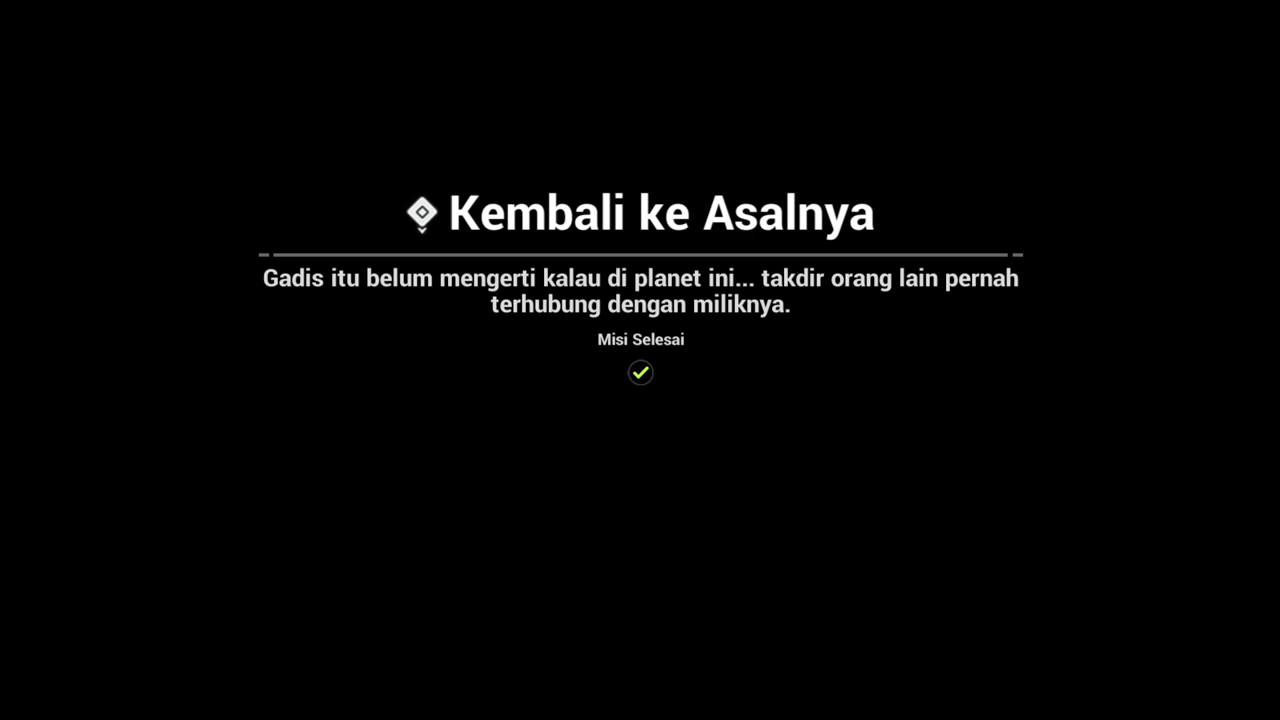 Kembali ke Asalnya
Gadis itu belum mengerti kalau di planet ini... takdir orang lain pernah
terhubung dengan miliknya.
Misi Selesai